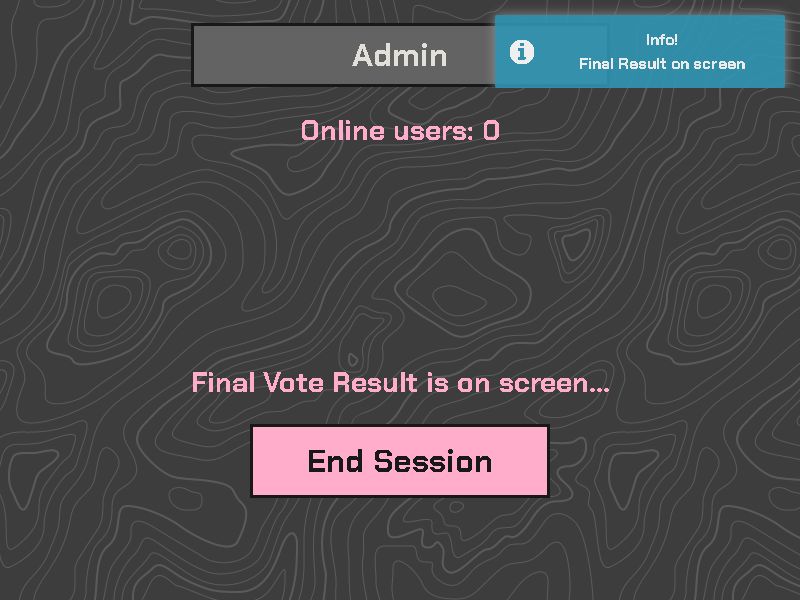 Admin
Info!
Final Result on screen
Online users: 0
Final Vote Result is on screen...
End Session